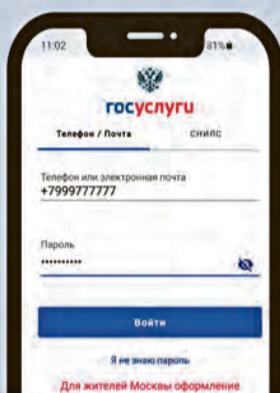 11:02 81%
госуслуги
Телефон / Почта СНИЛС
Телефон или электронная почта
+7999777777
Пароль
••••••••••
Войти
Я не знаю пароль
Для жителей Москвы оформление